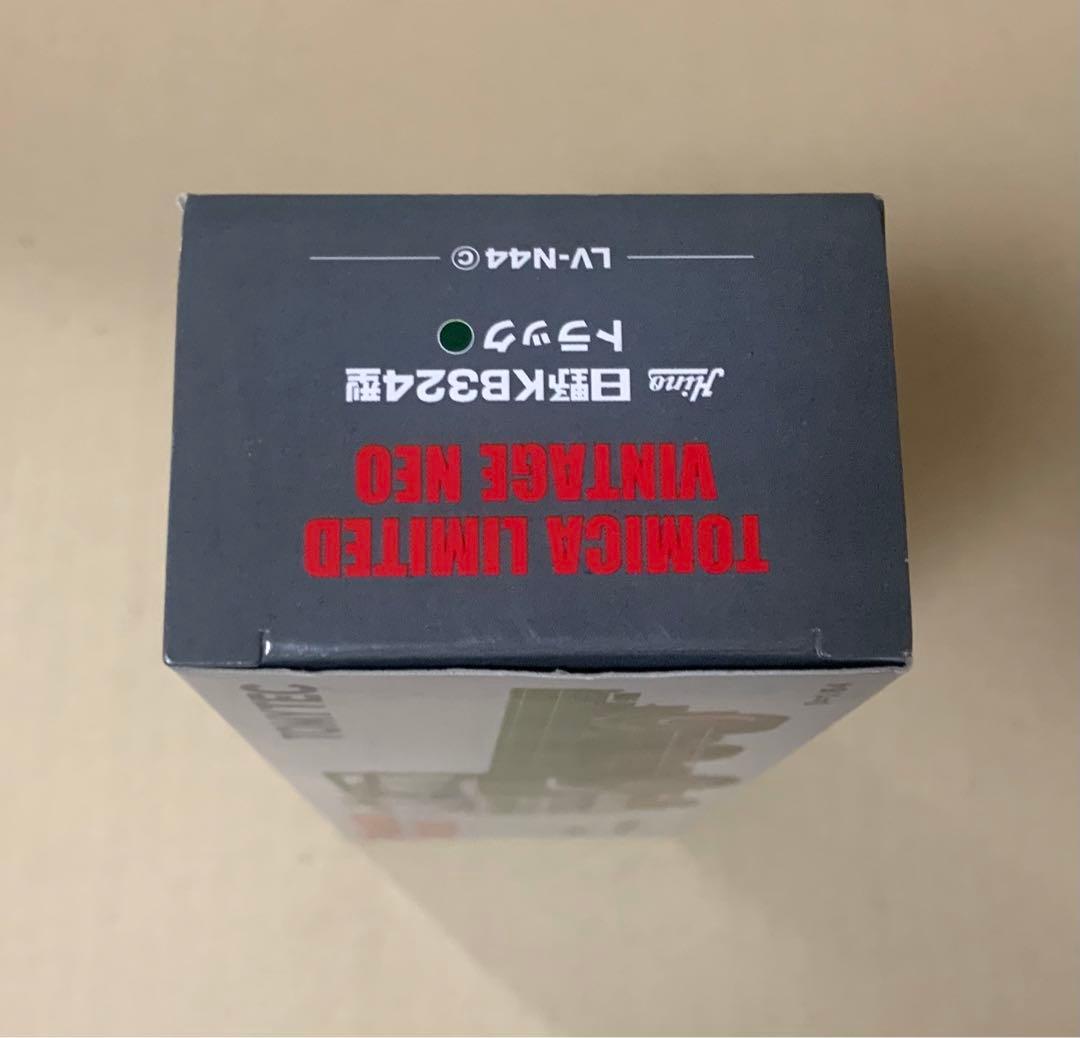 TOMICA LIMITED
VINTAGE NEO
Hino 日野KB324型
トラック
LV-N44 ⓒ
TOMYTEC